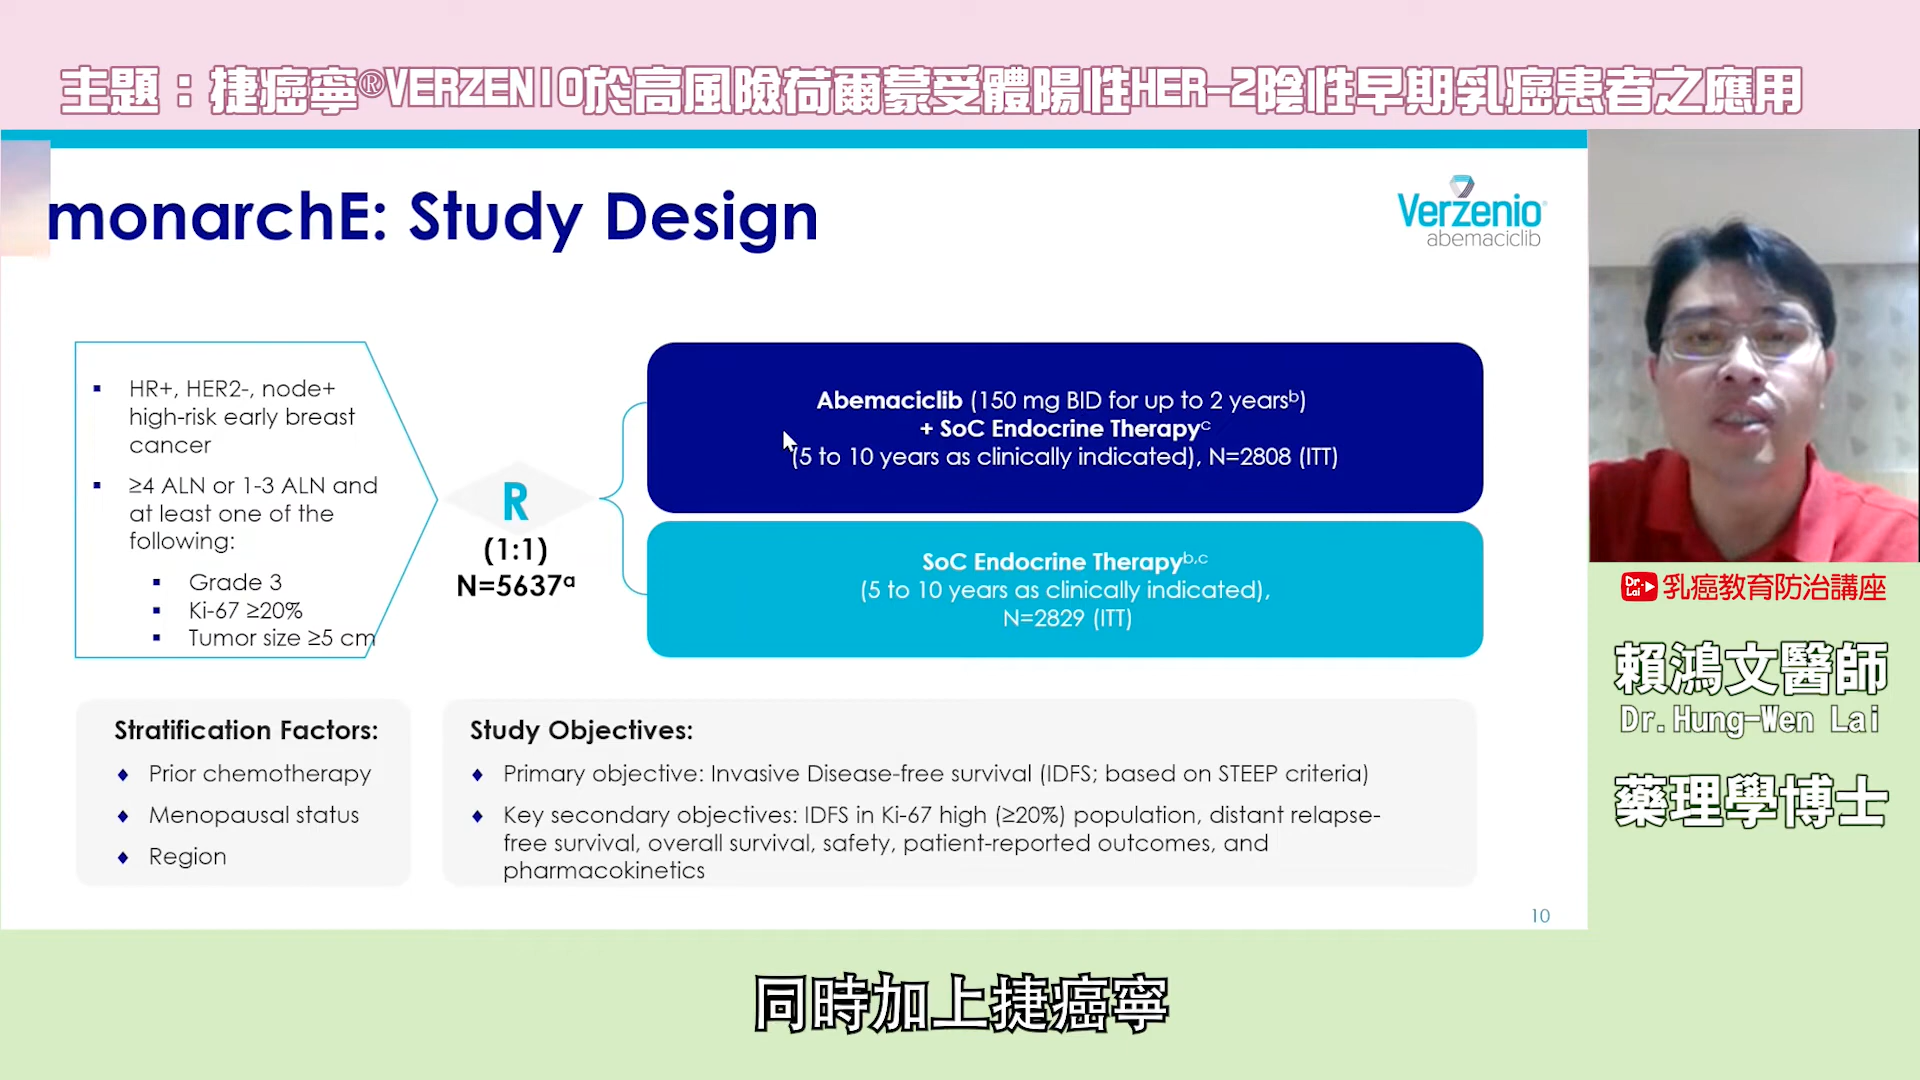 主題：捷癌寧®VERZENIO於高風險荷爾蒙受體陽性HER-2陰性早期乳癌患者之應用
monarchE: Study Design
Verzenio®
abemaciclib
▪ HR+, HER2-, node+
high-risk early breast
cancer
▪ ≥4 ALN or 1-3 ALN and
at least one of the
following:
▪ Grade 3
▪ Ki-67 ≥20%
▪ Tumor size ≥5 cm
R
(1:1)
N=5637ᵃ
Abemaciclib (150 mg BID for up to 2 yearsᵇ)
+ SoC Endocrine Therapyᶜ
(5 to 10 years as clinically indicated), N=2808 (ITT)
SoC Endocrine Therapyᵇ,ᶜ
(5 to 10 years as clinically indicated),
N=2829 (ITT)
Stratification Factors:
♦ Prior chemotherapy
♦ Menopausal status
♦ Region
Study Objectives:
♦ Primary objective: Invasive Disease-free survival (IDFS; based on STEEP criteria)
♦ Key secondary objectives: IDFS in Ki-67 high (≥20%) population, distant relapse-
free survival, overall survival, safety, patient-reported outcomes, and
pharmacokinetics
10
Dr. Lai 乳癌教育防治講座
賴鴻文醫師
Dr.Hung-Wen Lai
藥理學博士
同時加上捷癌寧